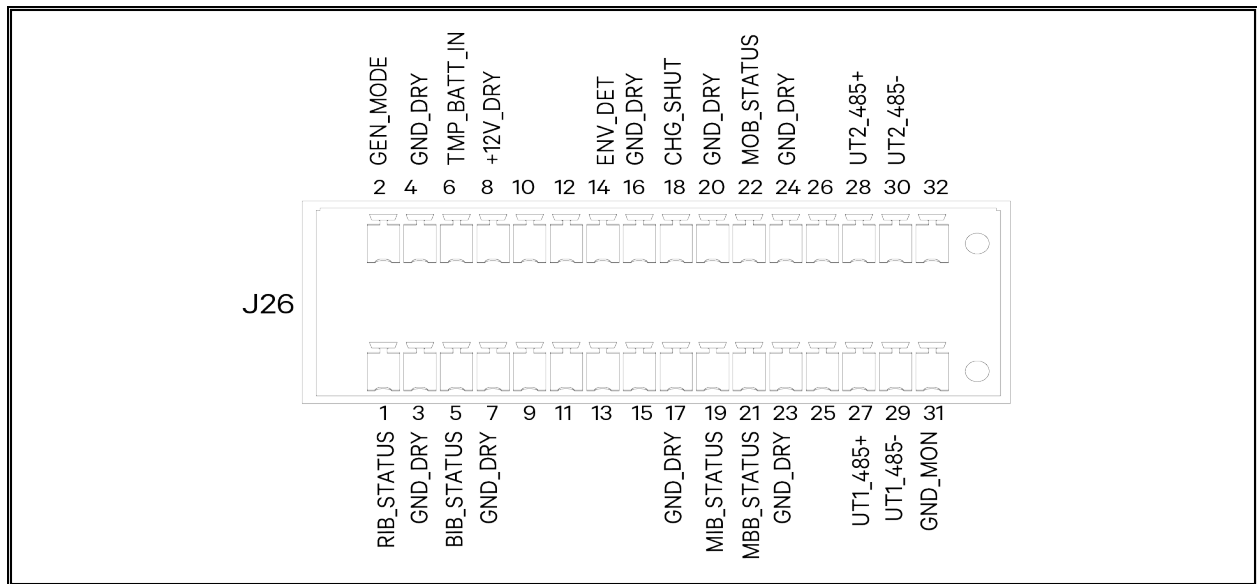 GEN_MODE
GND_DRY
TMP_BATT_IN
+12V_DRY
ENV_DET
GND_DRY
CHG_SHUT
GND_DRY
MOB_STATUS
GND_DRY
UT2_485+
UT2_485-
2 4 6 8 10 12 14 16 18 20 22 24 26 28 30 32
J26
1 3 5 7 9 11 13 15 17 19 21 23 25 27 29 31
RIB_STATUS
GND_DRY
BIB_STATUS
GND_DRY
GND_DRY
MIB_STATUS
MBB_STATUS
GND_DRY
UT1_485+
UT1_485-
GND_MON